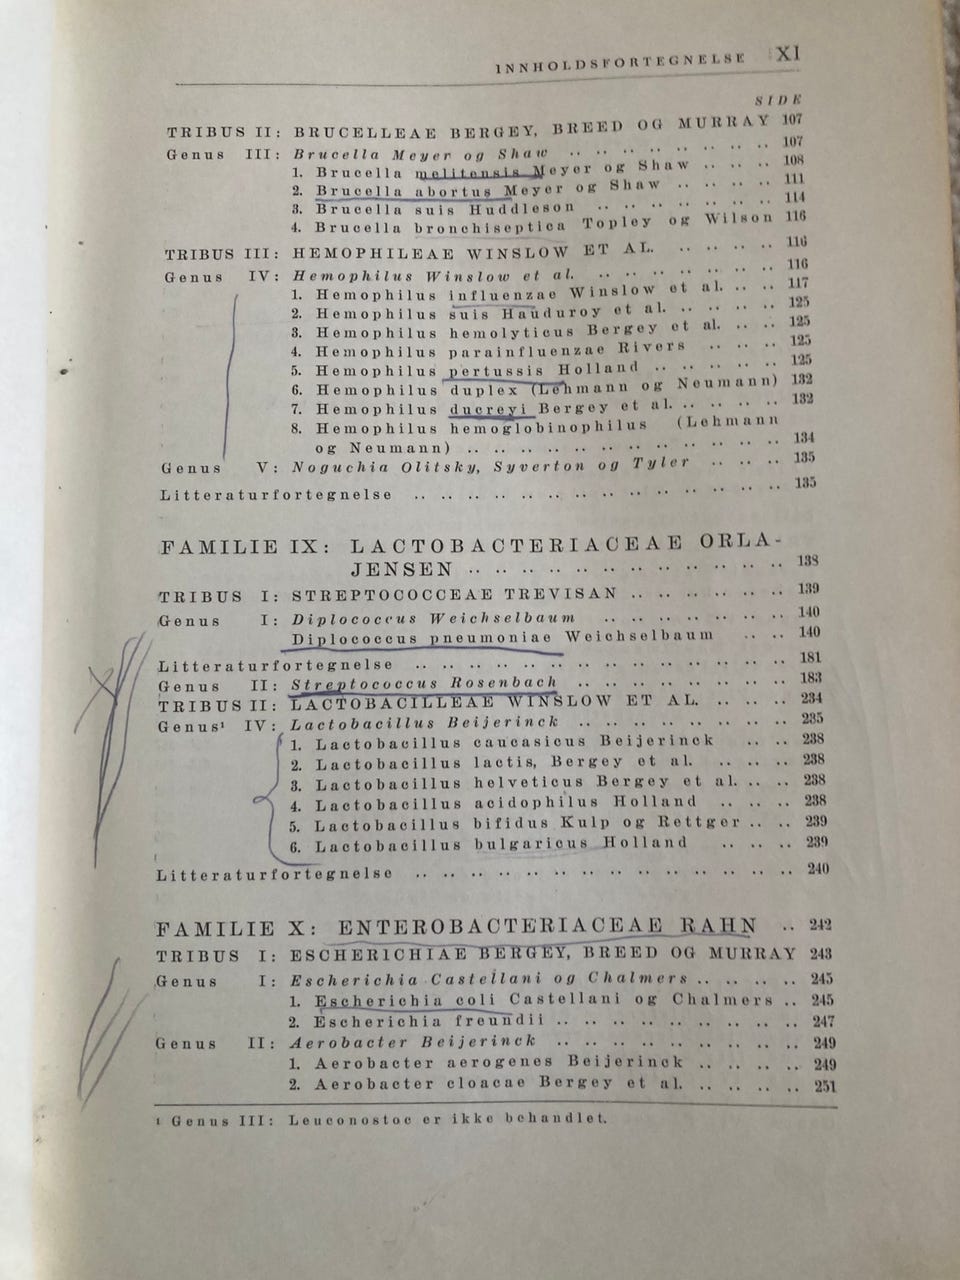 INNHOLDSFORTEGNELSE XI
SIDE
TRIBUS II: BRUCELLEAE BERGEY, BREED OG MURRAY 107
Genus III: Brucella Meyer og Shaw .. .. .. .. .. .. .. .. 107
1. Brucella melitensis Meyer og Shaw .. .. .. 108
2. Brucella abortus Meyer og Shaw .. .. .. .. 111
3. Brucella suis Huddleson .. .. .. .. .. .. .. 114
4. Brucella bronchiseptica Topley og Wilson 116
TRIBUS III: HEMOPHILEAE WINSLOW ET AL. .. .. .. .. 116
Genus IV: Hemophilus Winslow et al. .. .. .. .. .. .. .. 116
1. Hemophilus influenzae Winslow et al. .. .. 117
2. Hemophilus suis Hauduroy et al. .. .. .. .. 125
3. Hemophilus hemolyticus Bergey et al. .. .. 125
4. Hemophilus parainfluenzae Rivers .. .. .. 125
5. Hemophilus pertussis Holland .. .. .. .. .. 125
6. Hemophilus duplex (Lehmann og Neumann) 132
7. Hemophilus ducreyi Bergey et al. .. .. .. .. 132
8. Hemophilus hemoglobinophilus (Lehmann
og Neumann) .. .. .. .. .. .. .. .. .. .. .. 134
Genus V: Noguchia Olitsky, Syverton og Tyler .. .. .. 135
Litteraturfortegnelse .. .. .. .. .. .. .. .. .. .. .. .. .. 135
FAMILIE IX: LACTOBACTERIACEAE ORLA-
JENSEN .. .. .. .. .. .. .. .. .. .. .. .. 138
TRIBUS I: STREPTOCOCCEAE TREVISAN .. .. .. .. .. .. 139
Genus I: Diplococcus Weichselbaum .. .. .. .. .. .. 140
Diplococcus pneumoniae Weichselbaum .. .. 140
Litteraturfortegnelse .. .. .. .. .. .. .. .. .. .. .. .. .. 181
Genus II: Streptococcus Rosenbach .. .. .. .. .. .. .. 183
TRIBUS II: LACTOBACILLEAE WINSLOW ET AL. .. .. .. 234
Genus¹ IV: Lactobacillus Beijerinck .. .. .. .. .. .. .. 235
1. Lactobacillus caucasicus Beijerinck .. .. 238
2. Lactobacillus lactis, Bergey et al. .. .. .. 238
3. Lactobacillus helveticus Bergey et al. .. .. 238
4. Lactobacillus acidophilus Holland .. .. .. 238
5. Lactobacillus bifidus Kulp og Rettger .. .. 239
6. Lactobacillus bulgaricus Holland .. .. .. 239
Litteraturfortegnelse .. .. .. .. .. .. .. .. .. .. .. .. .. 240
FAMILIE X: ENTEROBACTERIACEAE RAHN .. 242
TRIBUS I: ESCHERICHIAE BERGEY, BREED OG MURRAY 243
Genus I: Escherichia Castellani og Chalmers .. .. .. .. 245
1. Escherichia coli Castellani og Chalmers .. 245
2. Escherichia freundii .. .. .. .. .. .. .. .. 247
Genus II: Aerobacter Beijerinck .. .. .. .. .. .. .. .. .. 249
1. Aerobacter aerogenes Beijerinck .. .. .. .. 249
2. Aerobacter cloacae Bergey et al. .. .. .. .. 251
¹ Genus III: Leuconostoc er ikke behandlet.